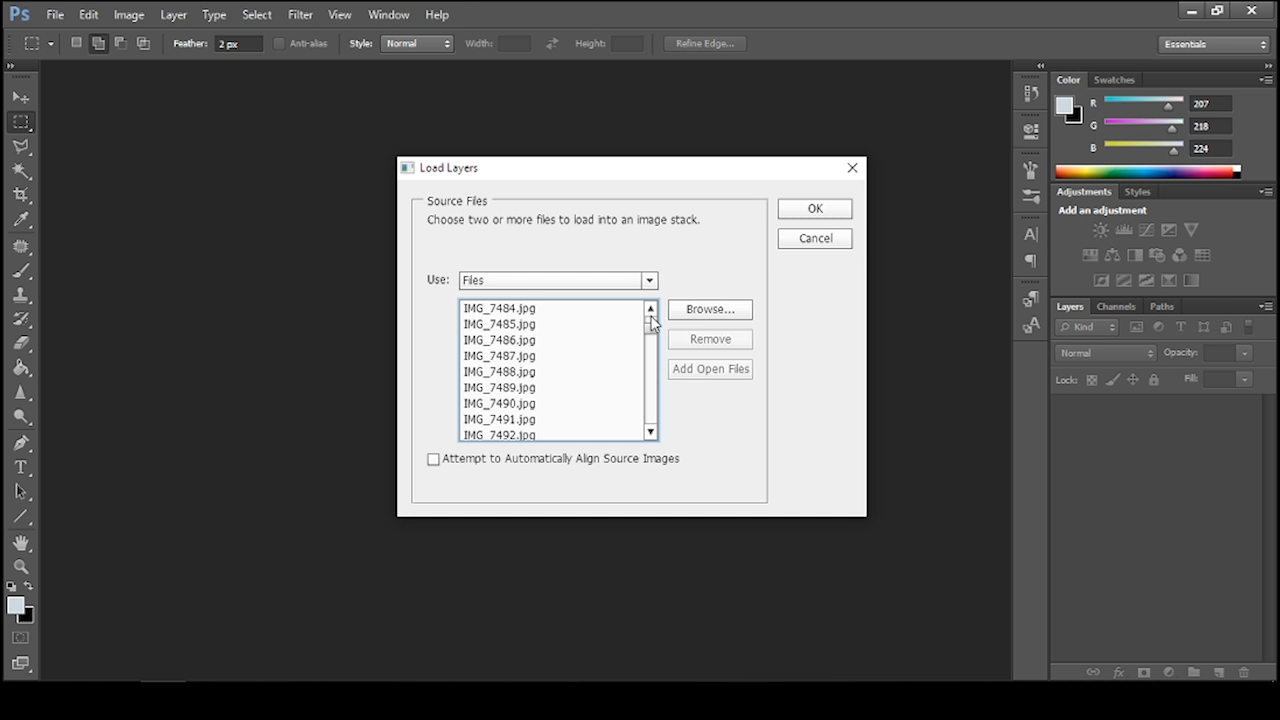 Ps File Edit Image Layer Type Select Filter View Window Help
Feather: 2 px Anti-alias Style: Normal Width: Height: Refine Edge... Essentials
Color Swatches
R 207
G 218
B 224
Adjustments Styles
Add an adjustment
Layers Channels Paths
Kind
Normal Opacity:
Lock: Fill:
Load Layers
Source Files
Choose two or more files to load into an image stack.
OK
Cancel
Use: Files
IMG_7484.jpg
IMG_7485.jpg
IMG_7486.jpg
IMG_7487.jpg
IMG_7488.jpg
IMG_7489.jpg
IMG_7490.jpg
IMG_7491.jpg
IMG_7492.jpg
Browse...
Remove
Add Open Files
Attempt to Automatically Align Source Images